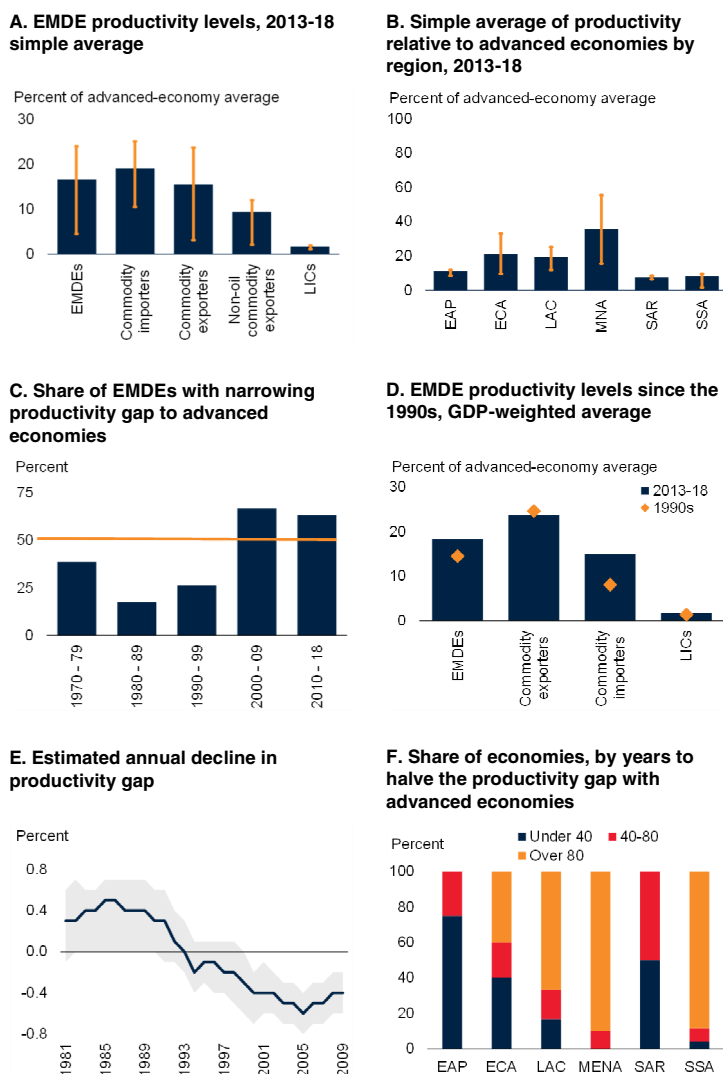 A. EMDE productivity levels, 2013-18
simple average
Percent of advanced-economy average
30
20
10
0
EMDEs
Commodity
importers
Commodity
exporters
Non-oil
commodity
exporters
LICs
B. Simple average of productivity
relative to advanced economies by
region, 2013-18
Percent of advanced-economy average
100
80
60
40
20
0
EAP
ECA
LAC
MNA
SAR
SSA
C. Share of EMDEs with narrowing
productivity gap to advanced
economies
Percent
75
50
25
0
1970 - 79
1980 - 89
1990 - 99
2000 - 09
2010 - 18
D. EMDE productivity levels since the
1990s, GDP-weighted average
Percent of advanced-economy average
30
20
10
0
2013-18
1990s
EMDEs
Commodity
exporters
Commodity
importers
LICs
E. Estimated annual decline in
productivity gap
Percent
0.8
0.4
0.0
-0.4
-0.8
1981
1985
1989
1993
1997
2001
2005
2009
F. Share of economies, by years to
halve the productivity gap with
advanced economies
Percent
Under 40
40-80
Over 80
100
80
60
40
20
0
EAP
ECA
LAC
MENA
SAR
SSA